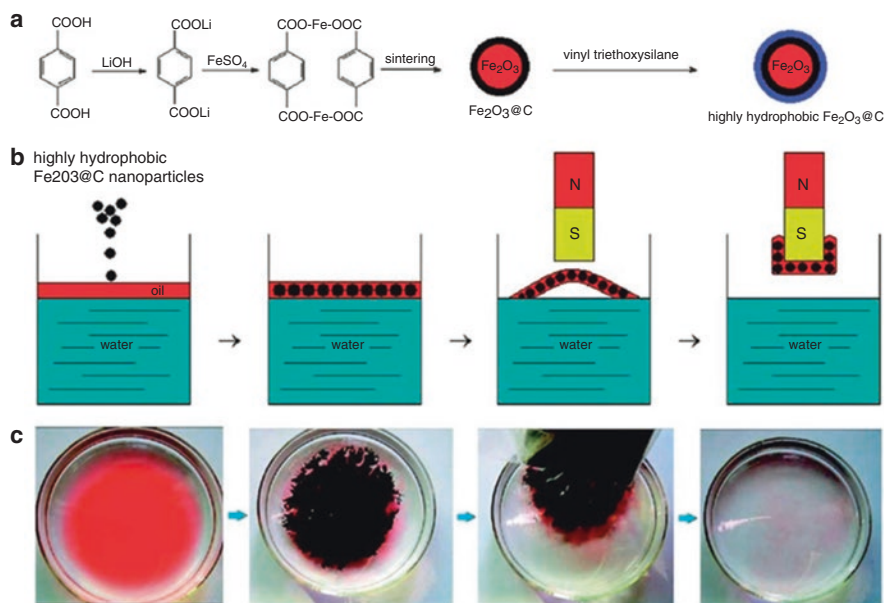 a
COOH
COOH
LiOH
COOLi
COOLi
FeSO₄
COO-Fe-OOC
COO-Fe-OOC
sintering
Fe₂O₃
Fe₂O₃@C
vinyl triethoxysilane
Fe₂O₃
highly hydrophobic Fe₂O₃@C
b
highly hydrophobic
Fe203@C nanoparticles
oil
water
water
N
S
water
N
S
water
c